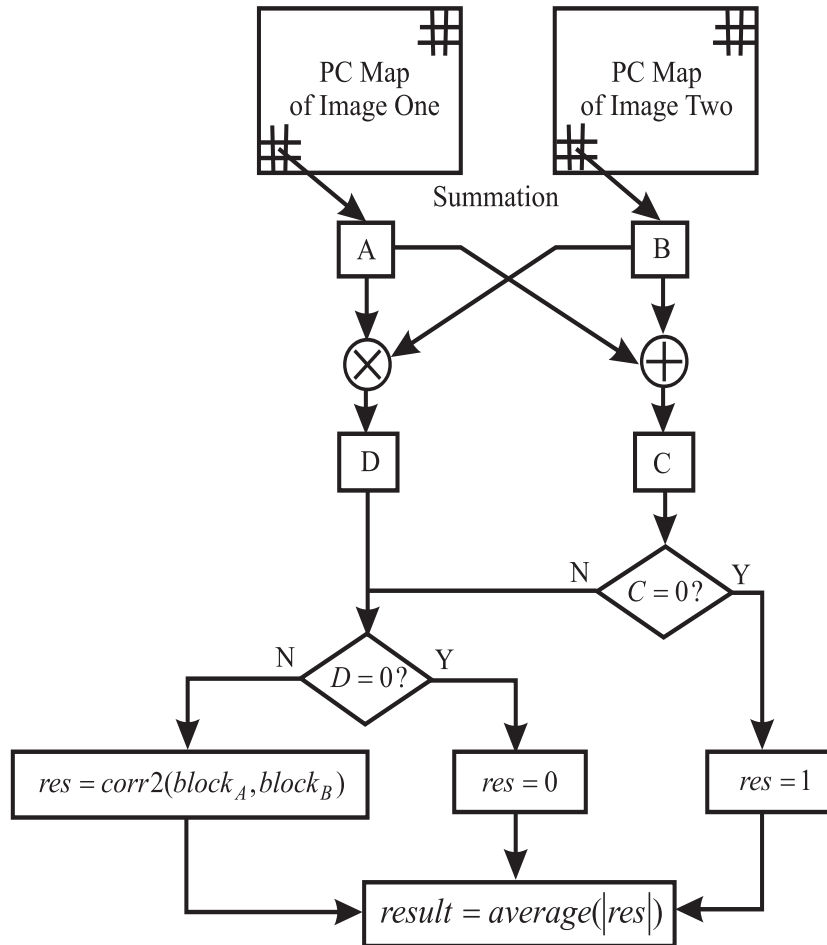 PC Map
of Image One
PC Map
of Image Two
Summation
A
B
D
C
C = 0?
N
Y
D = 0?
N
Y
res = corr2(block_A, block_B)
res = 0
res = 1
result = average(|res|)